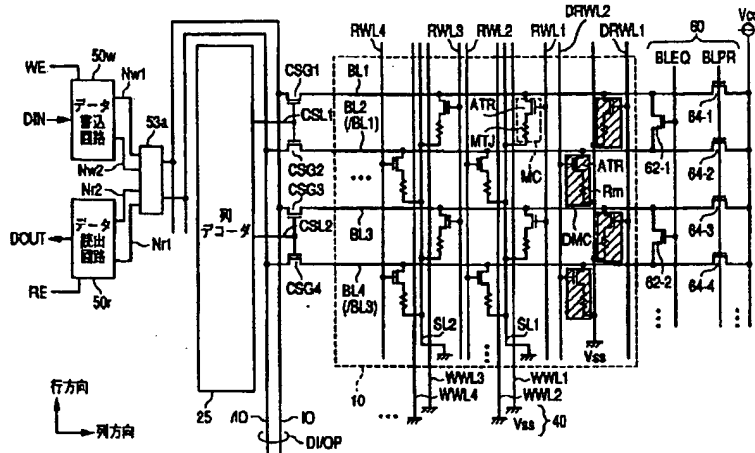 DRWL2
RWL4
RWL3
RWL2
RWL1
DRWL1
60
BLEQ
BLPR
Vcc
WE
50w
Nw1
DIN
データ
書込
回路
53a
Nw2
Nr2
DOUT
データ
読出
回路
Nr1
RE
50r
列
デコーダ
25
CSG1
CSL1
CSG2
CSG3
CSL2
CSG4
BL1
BL2
(/BL1)
BL3
BL4
(/BL3)
ATR
MTJ
MC
ATR
Rm
DMC
62-1
62-2
64-1
64-2
64-3
64-4
SL2
SL1
Vss
10
WWL3
WWL4
WWL1
WWL2
Vss
40
行方向
列方向
/IO
IO
DI/OP